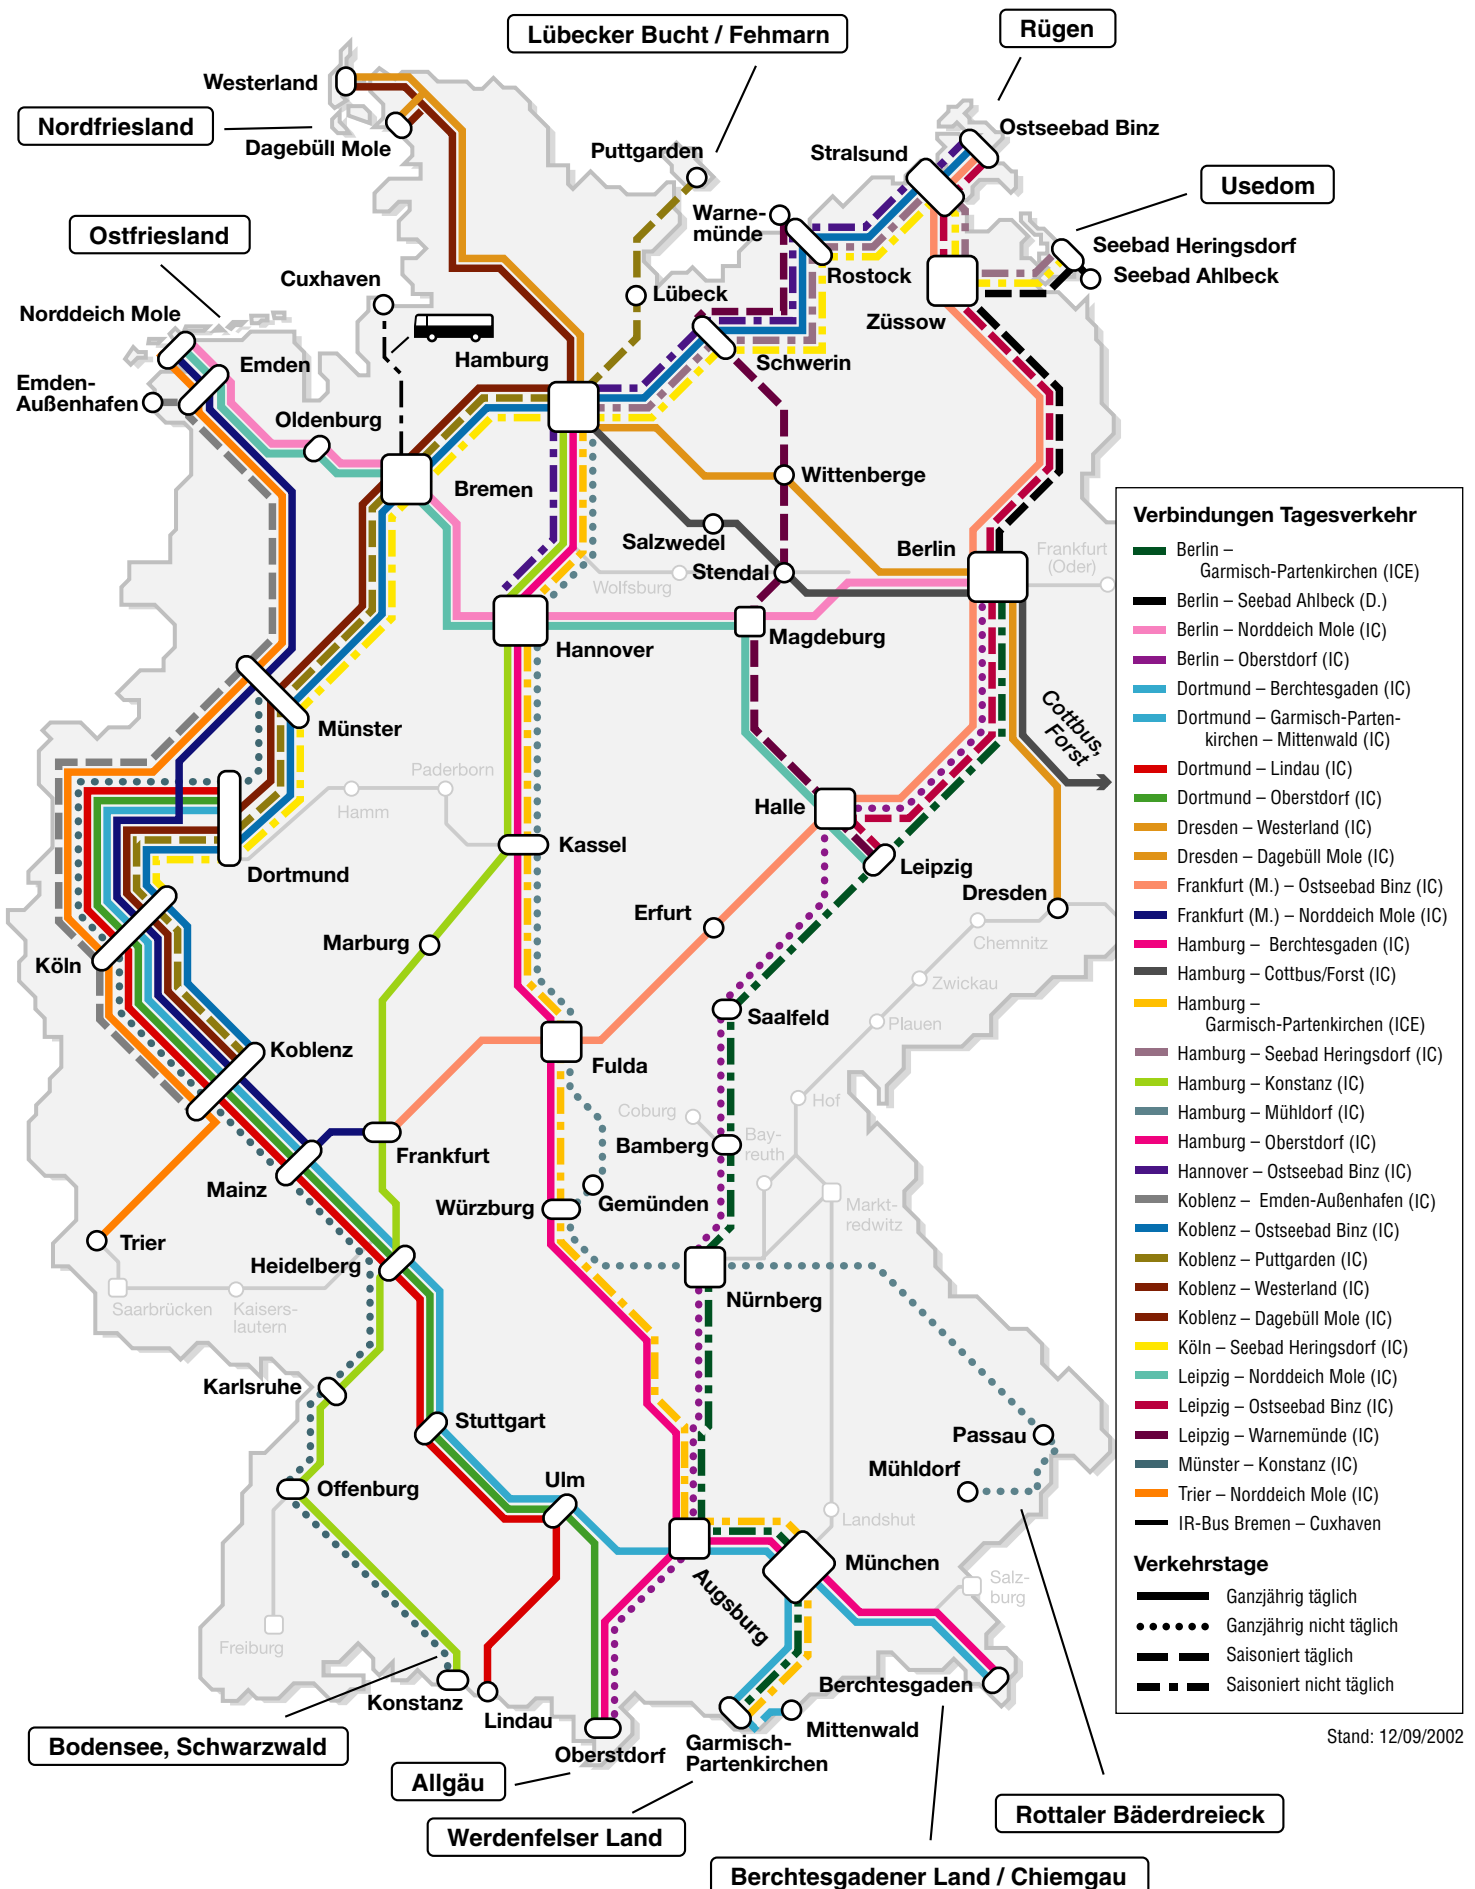 Lübecker Bucht / Fehmarn
Rügen
Westerland
Nordfriesland
Dagebüll Mole
Puttgarden
Stralsund
Ostseebad Binz
Usedom
Warne-
münde
Ostfriesland
Rostock
Seebad Heringsdorf
Seebad Ahlbeck
Cuxhaven
Lübeck
Norddeich Mole
Züssow
Hamburg
Schwerin
Emden
Emden-
Außenhafen
Oldenburg
Bremen
Wittenberge
Salzwedel
Berlin
Frankfurt
(Oder)
Wolfsburg
Stendal
Hannover
Magdeburg
Münster
Cottbus,
Forst
Paderborn
Hamm
Halle
Kassel
Leipzig
Dortmund
Dresden
Erfurt
Marburg
Chemnitz
Köln
Zwickau
Saalfeld
Plauen
Koblenz
Fulda
Hof
Coburg
Bamberg
Bay-
reuth
Frankfurt
Mainz
Würzburg
Gemünden
Markt-
redwitz
Trier
Heidelberg
Nürnberg
Saarbrücken
Kaisers-
lautern
Karlsruhe
Stuttgart
Passau
Mühldorf
Offenburg
Ulm
Landshut
München
Augsburg
Salz-
burg
Freiburg
Konstanz
Lindau
Berchtesgaden
Mittenwald
Oberstdorf
Garmisch-
Partenkirchen
Bodensee, Schwarzwald
Allgäu
Werdenfelser Land
Rottaler Bäderdreieck
Berchtesgadener Land / Chiemgau
Verbindungen Tagesverkehr
Berlin –
Garmisch-Partenkirchen (ICE)
Berlin – Seebad Ahlbeck (D.)
Berlin – Norddeich Mole (IC)
Berlin – Oberstdorf (IC)
Dortmund – Berchtesgaden (IC)
Dortmund – Garmisch-Parten-
kirchen – Mittenwald (IC)
Dortmund – Lindau (IC)
Dortmund – Oberstdorf (IC)
Dresden – Westerland (IC)
Dresden – Dagebüll Mole (IC)
Frankfurt (M.) – Ostseebad Binz (IC)
Frankfurt (M.) – Norddeich Mole (IC)
Hamburg – Berchtesgaden (IC)
Hamburg – Cottbus/Forst (IC)
Hamburg –
Garmisch-Partenkirchen (ICE)
Hamburg – Seebad Heringsdorf (IC)
Hamburg – Konstanz (IC)
Hamburg – Mühldorf (IC)
Hamburg – Oberstdorf (IC)
Hannover – Ostseebad Binz (IC)
Koblenz – Emden-Außenhafen (IC)
Koblenz – Ostseebad Binz (IC)
Koblenz – Puttgarden (IC)
Koblenz – Westerland (IC)
Koblenz – Dagebüll Mole (IC)
Köln – Seebad Heringsdorf (IC)
Leipzig – Norddeich Mole (IC)
Leipzig – Ostseebad Binz (IC)
Leipzig – Warnemünde (IC)
Münster – Konstanz (IC)
Trier – Norddeich Mole (IC)
IR-Bus Bremen – Cuxhaven
Verkehrstage
Ganzjährig täglich
Ganzjährig nicht täglich
Saisoniert täglich
Saisoniert nicht täglich
Stand: 12/09/2002